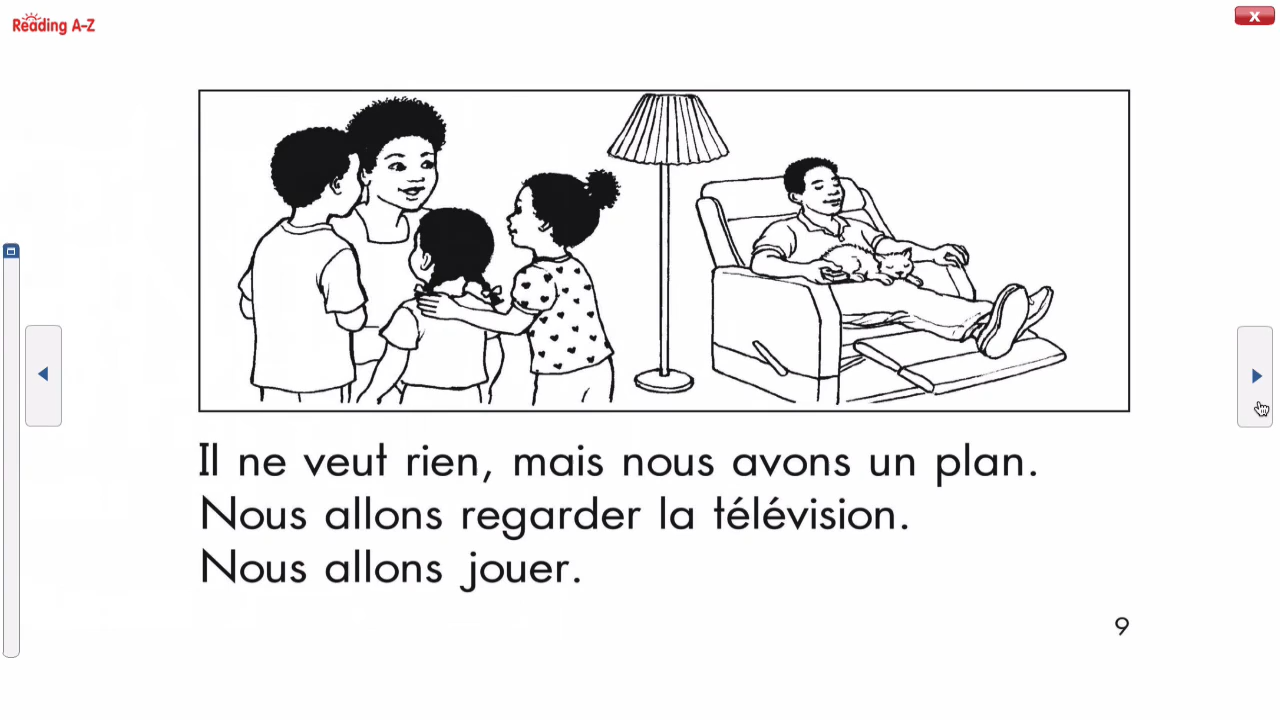 Reading A-Z
Il ne veut rien, mais nous avons un plan.
Nous allons regarder la télévision.
Nous allons jouer.
9